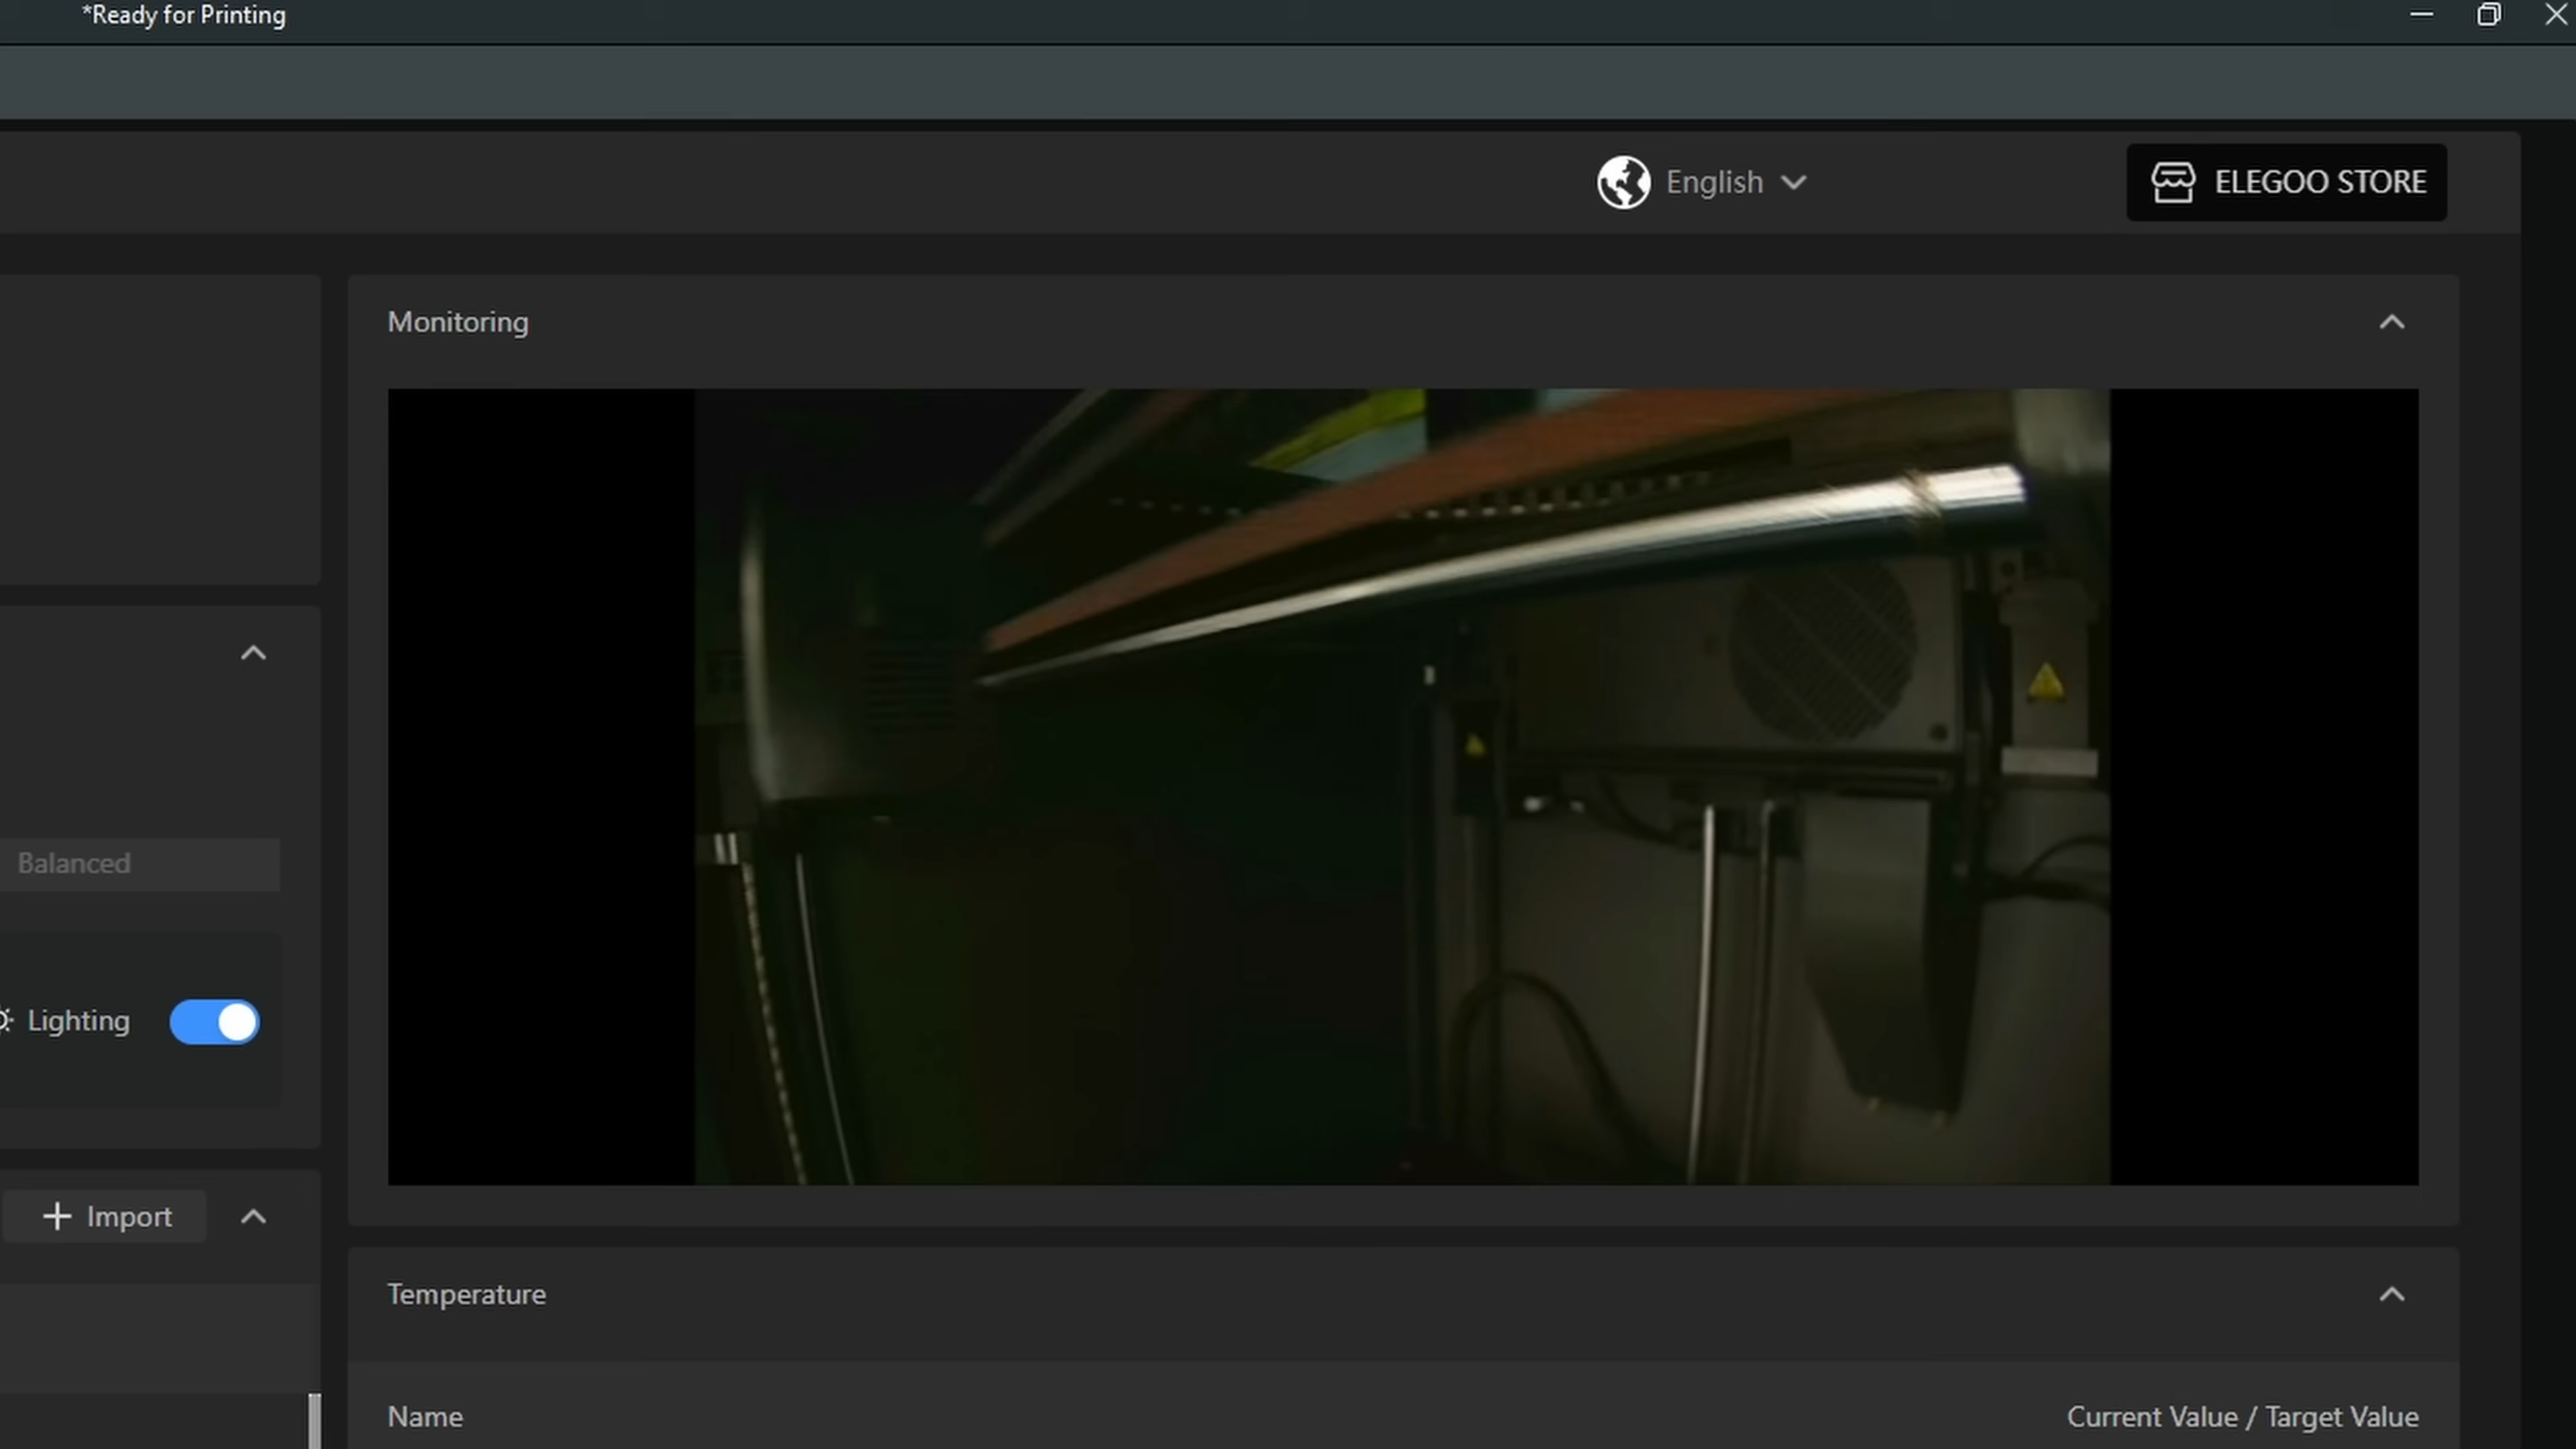 *Ready for Printing
English
ELEGOO STORE
Monitoring
Balanced
Lighting
Import
Temperature
Name
Current Value / Target Value